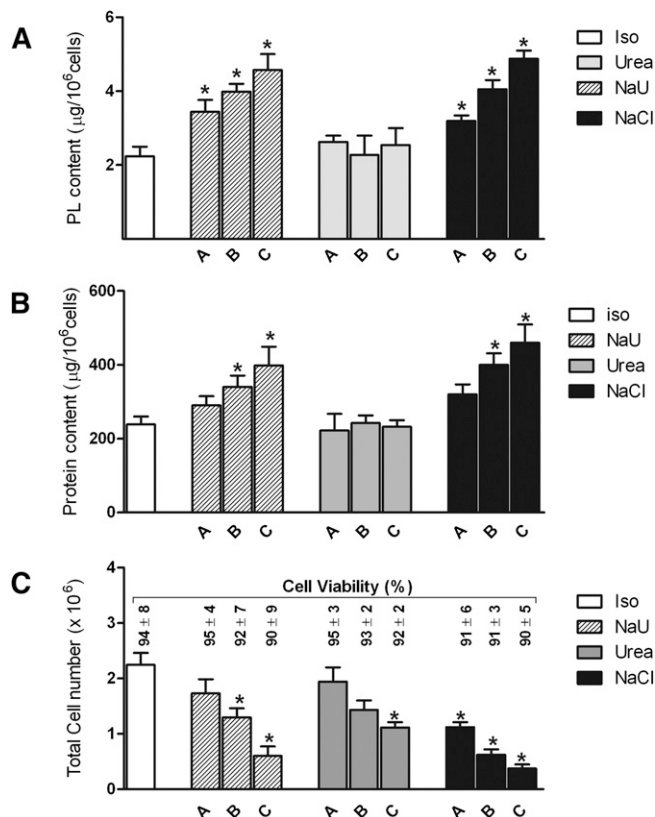 A
PL content (μg/10⁶cells)
6
4
2
* * * * * *
A B C A B C A B C
Iso
Urea
NaU
NaCl
B
Protein content (μg/10⁶cells)
600
400
200
0
* * * *
A B C A B C A B C
iso
NaU
Urea
NaCl
C
Total Cell number (x 10⁶)
4
3
2
1
0
Cell Viability (%)
94 ± 8 95 ± 4 92 ± 7 90 ± 9 95 ± 3 93 ± 2 92 ± 2 91 ± 6 91 ± 3 90 ± 5
* * * * * *
A B C A B C A B C
Iso
NaU
Urea
NaCl